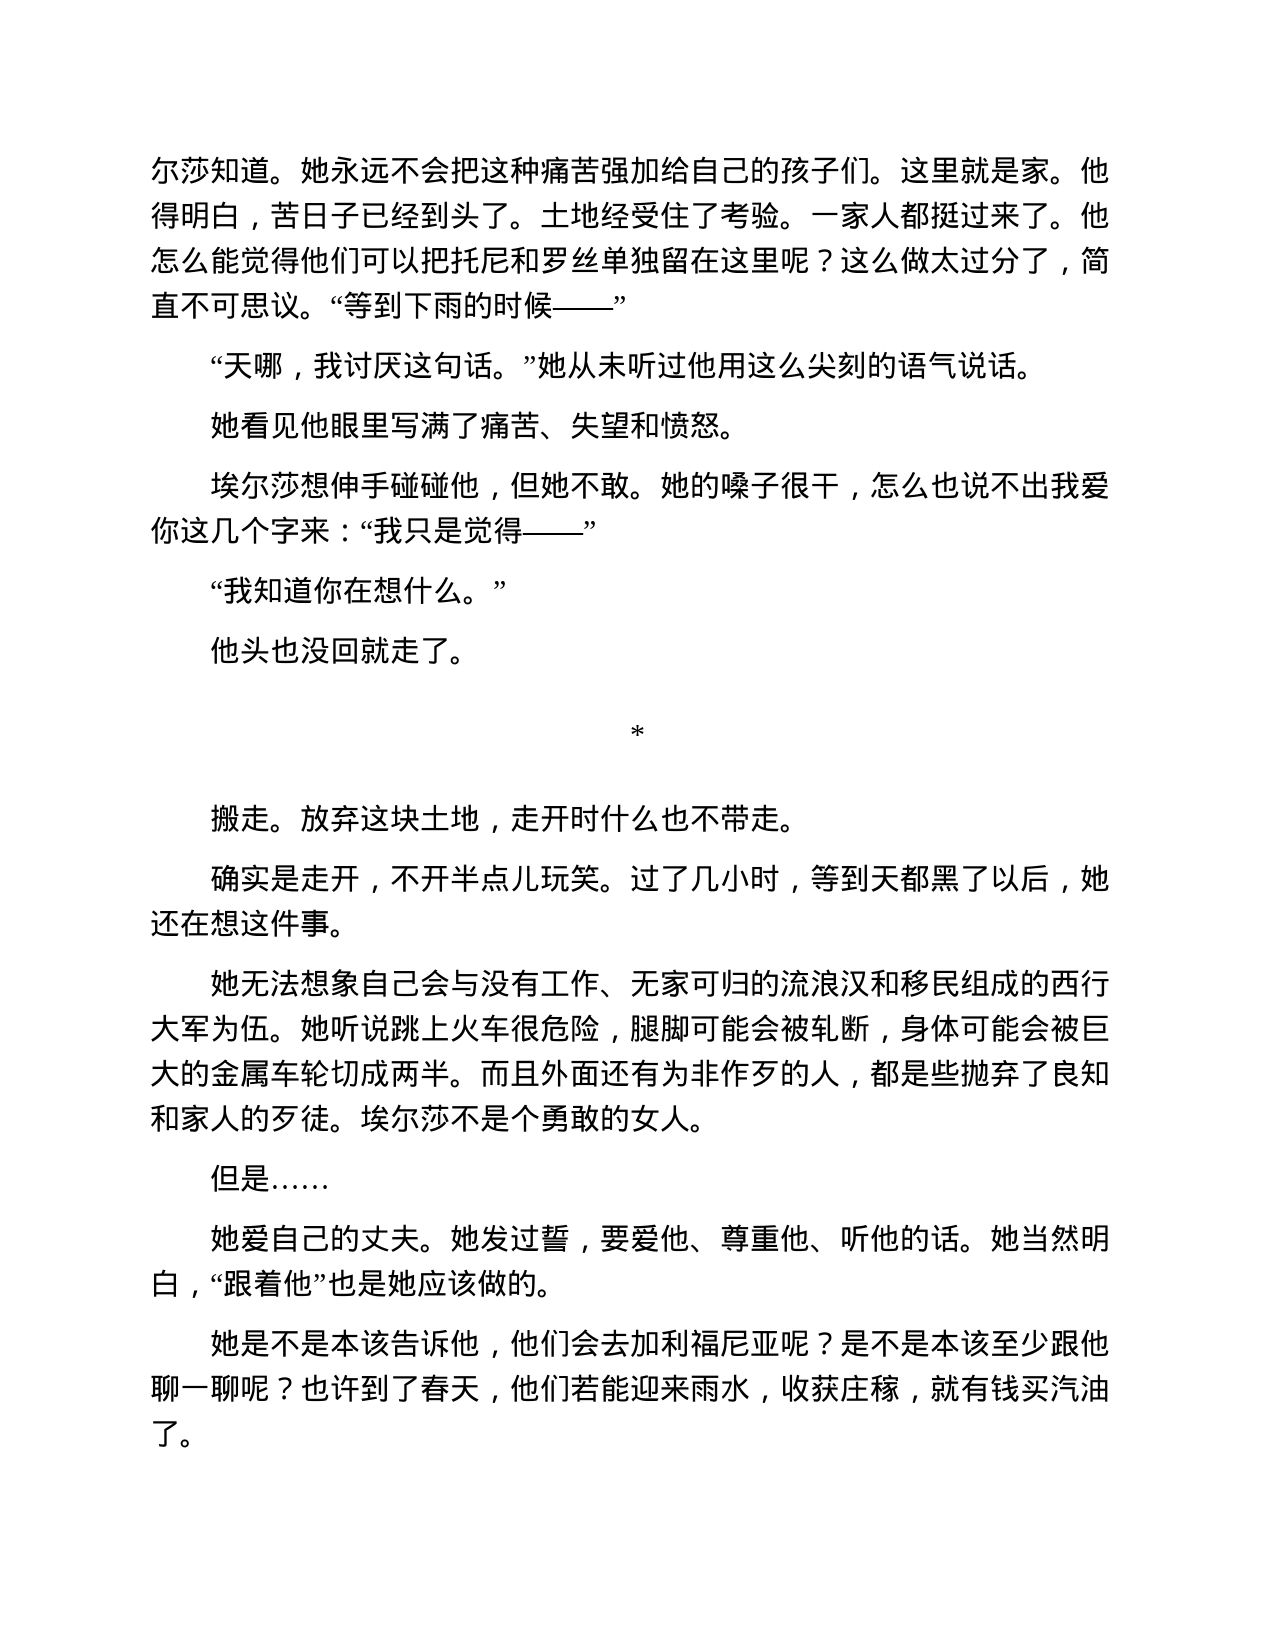 尔莎知道。她永远不会把这种痛苦强加给自己的孩子们。这里就是家。他
得明白，苦日子已经到头了。土地经受住了考验。一家人都挺过来了。他
怎么能觉得他们可以把托尼和罗丝单独留在这里呢？这么做太过分了，简
直不可思议。“等到下雨的时候——”
“天哪，我讨厌这句话。”她从未听过他用这么尖刻的语气说话。
她看见他眼里写满了痛苦、失望和愤怒。
埃尔莎想伸手碰碰他，但她不敢。她的嗓子很干，怎么也说不出我爱
你这几个字来：“我只是觉得——”
“我知道你在想什么。”
他头也没回就走了。
*
搬走。放弃这块土地，走开时什么也不带走。
确实是走开，不开半点儿玩笑。过了几小时，等到天都黑了以后，她
还在想这件事。
她无法想象自己会与没有工作、无家可归的流浪汉和移民组成的西行
大军为伍。她听说跳上火车很危险，腿脚可能会被轧断，身体可能会被巨
大的金属车轮切成两半。而且外面还有为非作歹的人，都是些抛弃了良知
和家人的歹徒。埃尔莎不是个勇敢的女人。
但是……
她爱自己的丈夫。她发过誓，要爱他、尊重他、听他的话。她当然明
白，“跟着他”也是她应该做的。
她是不是本该告诉他，他们会去加利福尼亚呢？是不是本该至少跟他
聊一聊呢？也许到了春天，他们若能迎来雨水，收获庄稼，就有钱买汽油
了。